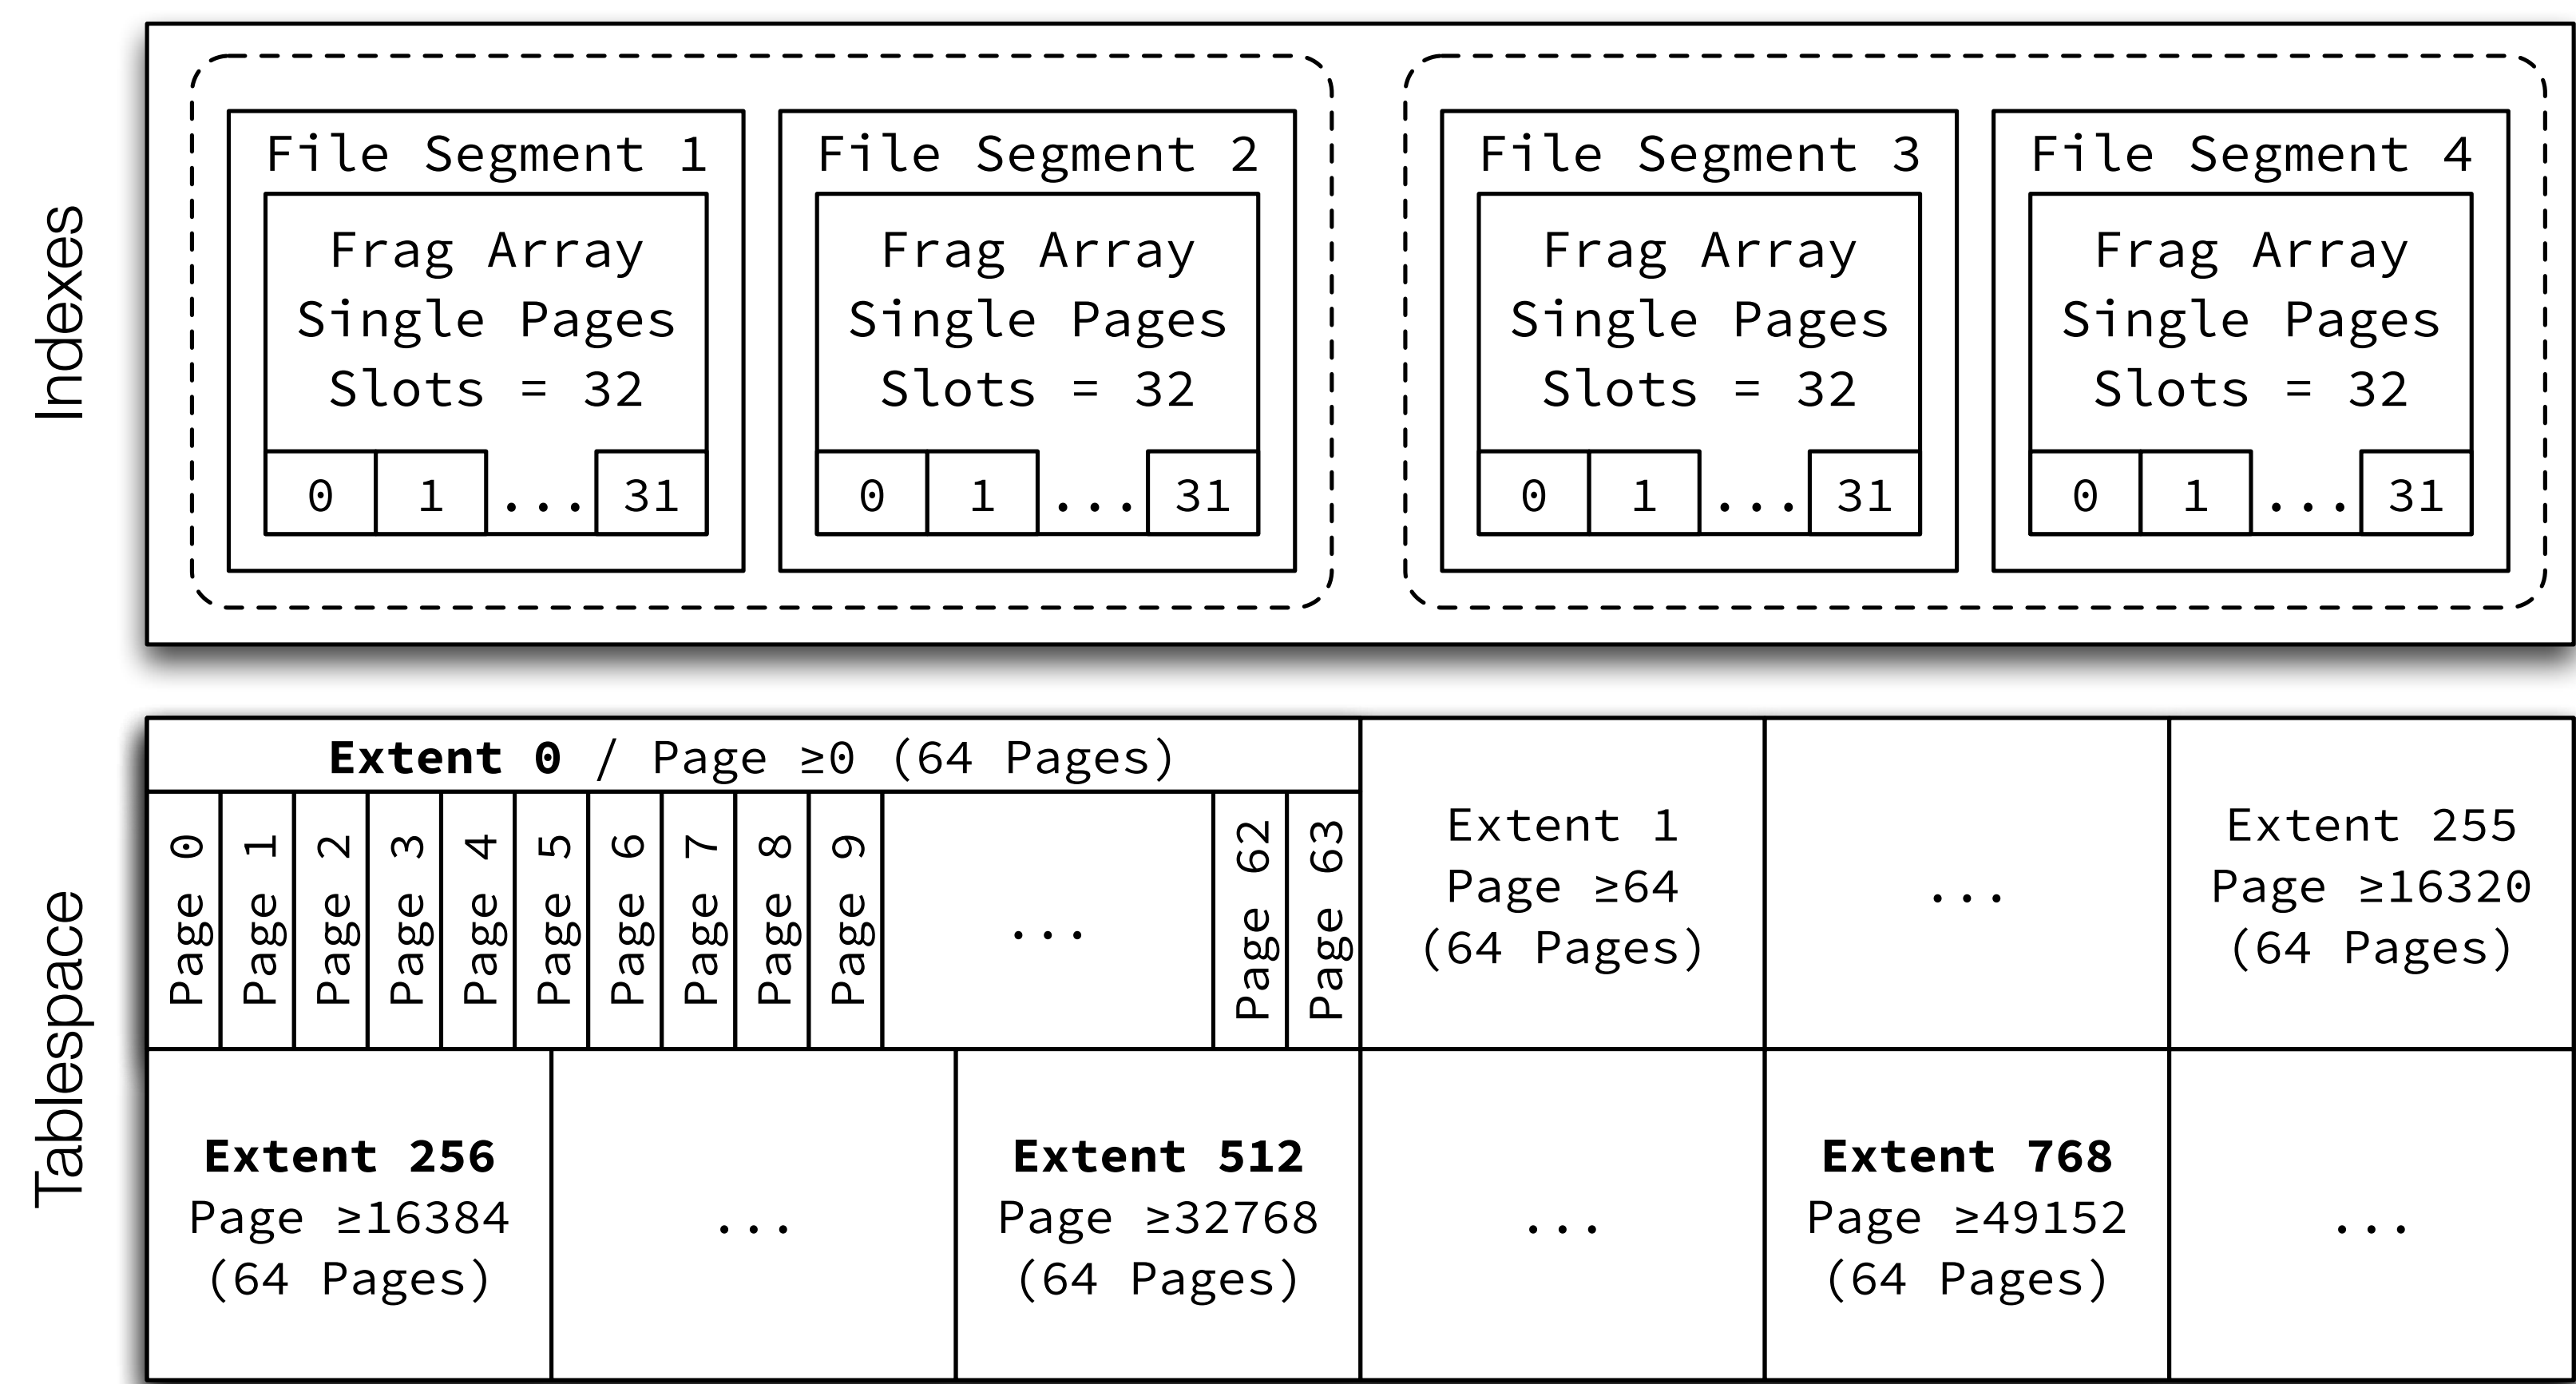 Indexes
File Segment 1
Frag Array
Single Pages
Slots = 32
0 1 ... 31
File Segment 2
Frag Array
Single Pages
Slots = 32
0 1 ... 31
File Segment 3
Frag Array
Single Pages
Slots = 32
0 1 ... 31
File Segment 4
Frag Array
Single Pages
Slots = 32
0 1 ... 31
Tablespace
Extent 0 / Page ≥0 (64 Pages)
Page 0
Page 1
Page 2
Page 3
Page 4
Page 5
Page 6
Page 7
Page 8
Page 9
...
Page 62
Page 63
Extent 1
Page ≥64
(64 Pages)
...
Extent 255
Page ≥16320
(64 Pages)
Extent 256
Page ≥16384
(64 Pages)
...
Extent 512
Page ≥32768
(64 Pages)
...
Extent 768
Page ≥49152
(64 Pages)
...